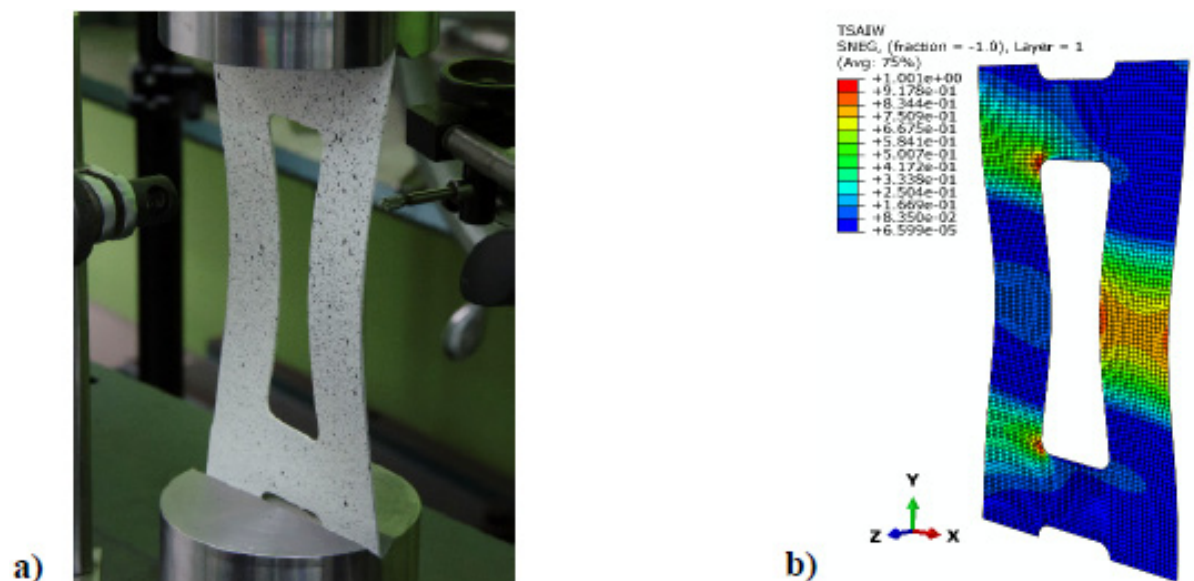 TSAIW
SNEG, (fraction = -1.0), Layer = 1
(Avg: 75%)
+1.001e+00
+9.178e-01
+8.344e-01
+7.509e-01
+6.675e-01
+5.841e-01
+5.007e-01
+4.172e-01
+3.338e-01
+2.504e-01
+1.669e-01
+8.350e-02
+6.599e-05
Y
Z X
a) b)